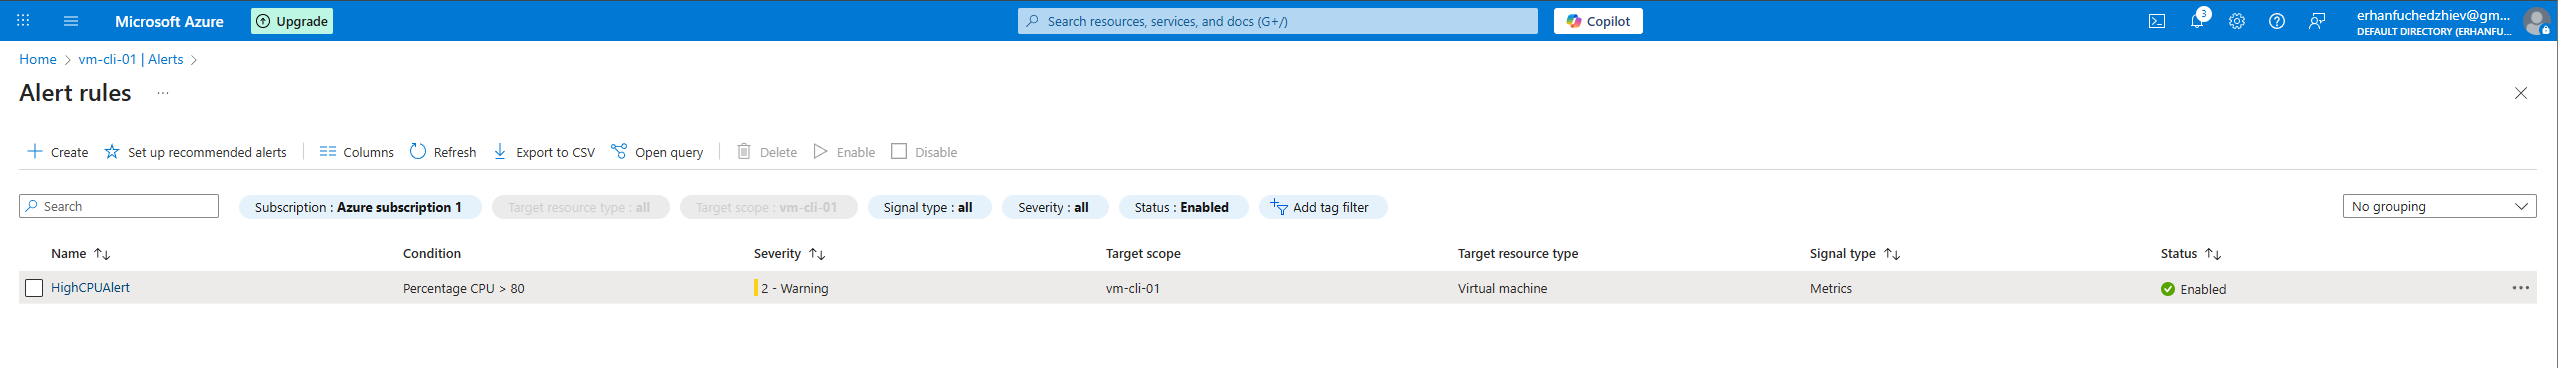 Microsoft Azure
Upgrade
Search resources, services, and docs (G+/)
Copilot
3
erhanfuchedzhiev@gm...
DEFAULT DIRECTORY (ERHANFU...
Home > vm-cli-01 | Alerts >
Alert rules ...
Create
Set up recommended alerts
Columns
Refresh
Export to CSV
Open query
Delete
Enable
Disable
Search
Subscription : Azure subscription 1
Target resource type : all
Target scope : vm-cli-01
Signal type : all
Severity : all
Status : Enabled
Add tag filter
No grouping
Name ↑↓ Condition Severity ↑↓ Target scope Target resource type Signal type ↑↓ Status ↑↓
HighCPUAlert Percentage CPU > 80 2 - Warning vm-cli-01 Virtual machine Metrics Enabled ...